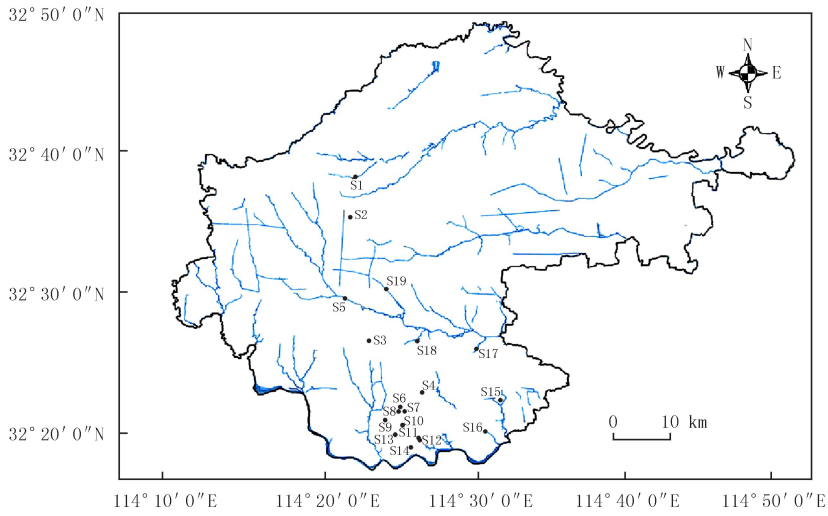 32°50′0″N
N
W E
S
32°40′0″N
S1
S2
S19
32°30′0″N
S5
S3
S18
S17
S4
S15
S6
S7
S8
S9
S10
S11
S16
32°20′0″N
S13
S12
S14
0 10 km
114°10′0″E
114°20′0″E
114°30′0″E
114°40′0″E
114°50′0″E